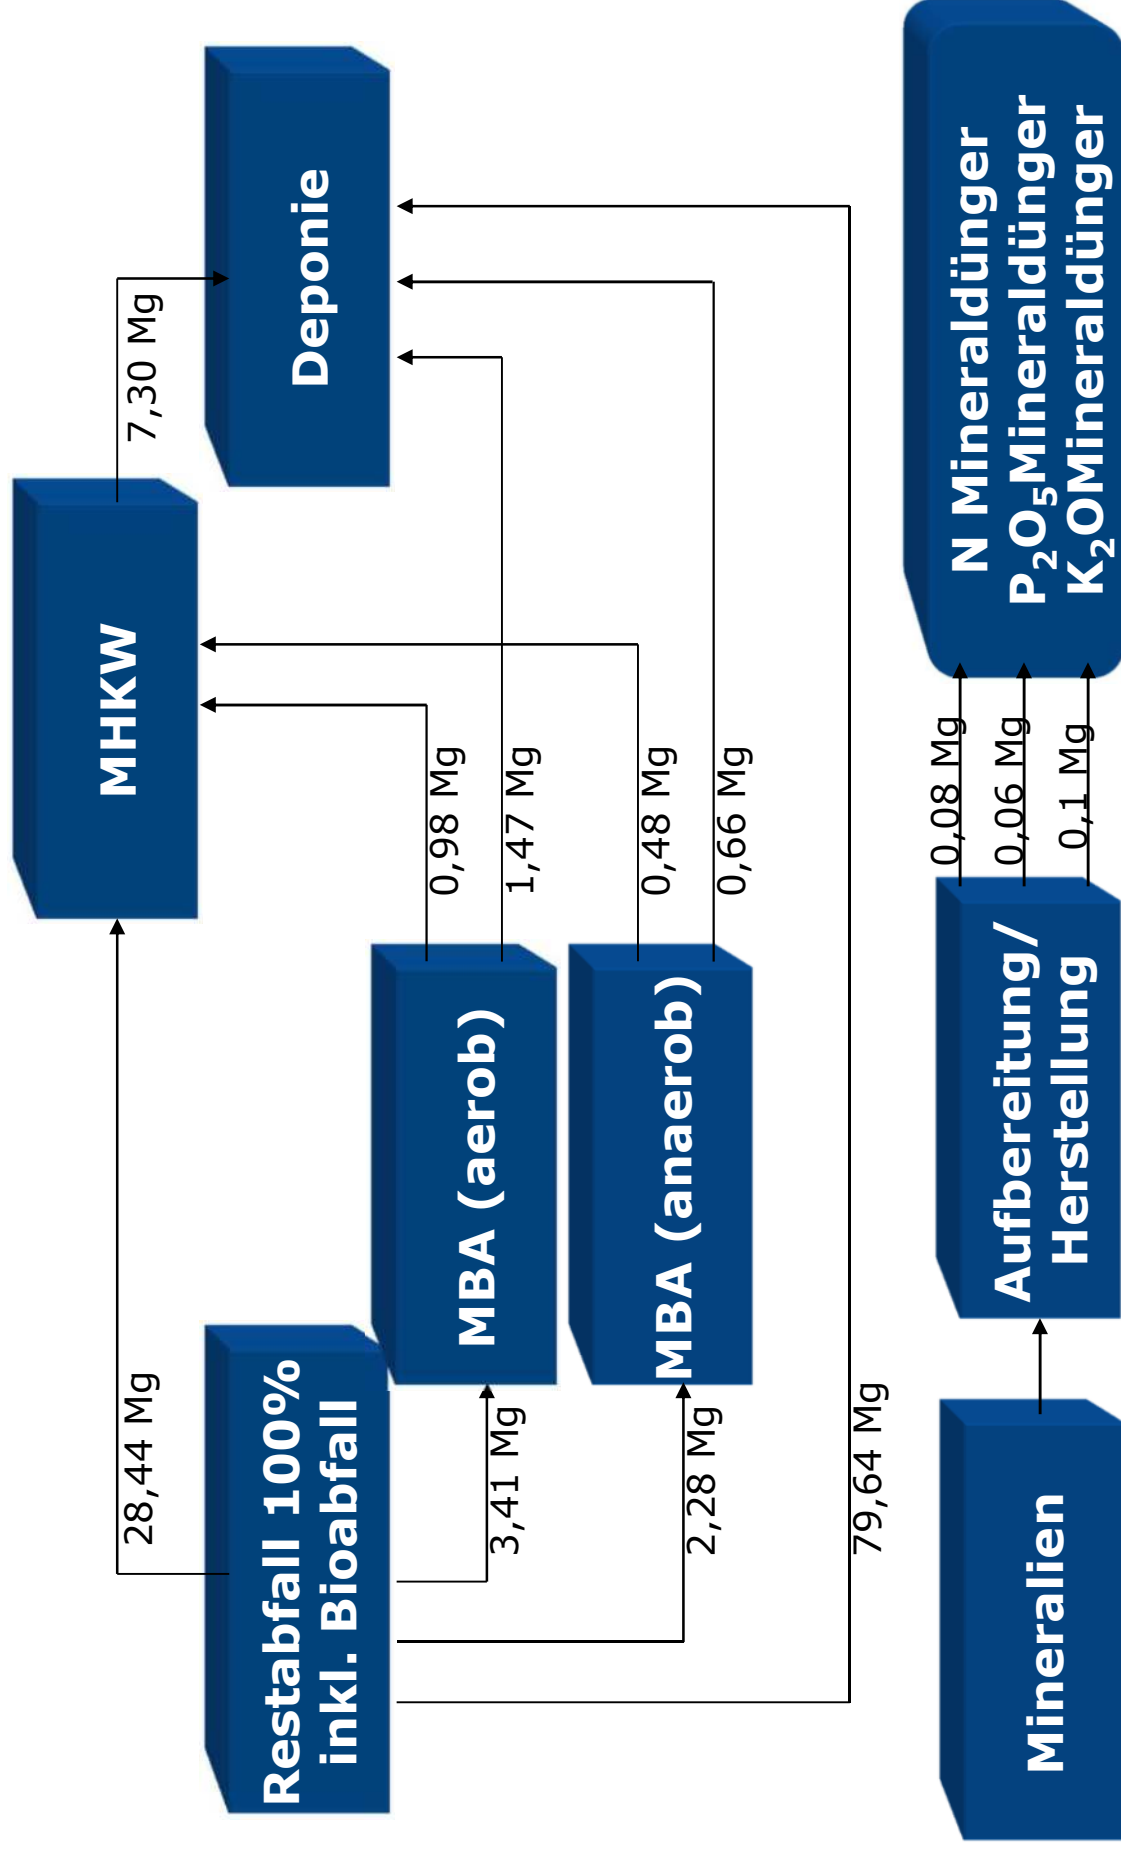 28,44 Mg
MHKW
7,30 Mg
Restabfall 100%
inkl. Bioabfall
Deponie
3,41 Mg
MBA (aerob)
0,98 Mg
1,47 Mg
2,28 Mg
MBA (anaerob)
0,48 Mg
0,66 Mg
79,64 Mg
Mineralien
Aufbereitung/
Herstellung
0,08 Mg
0,06 Mg
0,1 Mg
N Mineraldünger
P₂O₅Mineraldünger
K₂OMineraldünger